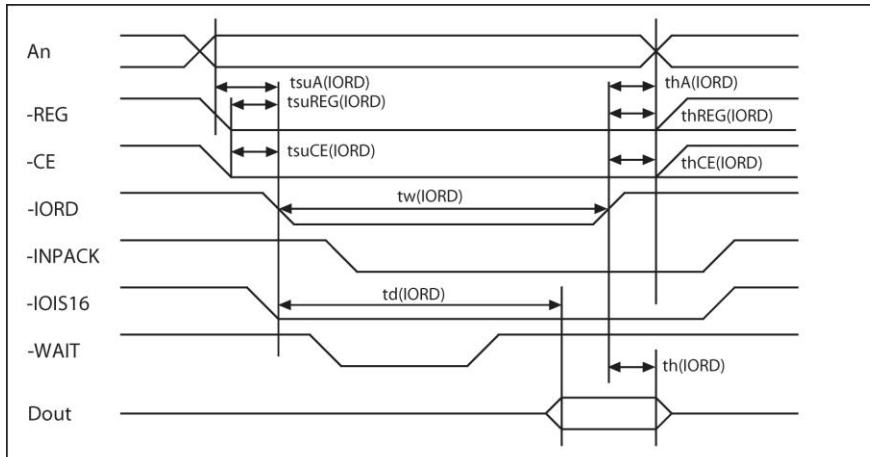 An
tsuA(IORD)
thA(IORD)
tsuREG(IORD)
-REG
thREG(IORD)
-CE
tsuCE(IORD)
thCE(IORD)
-IORD
tw(IORD)
-INPACK
-IOIS16
td(IORD)
-WAIT
th(IORD)
Dout